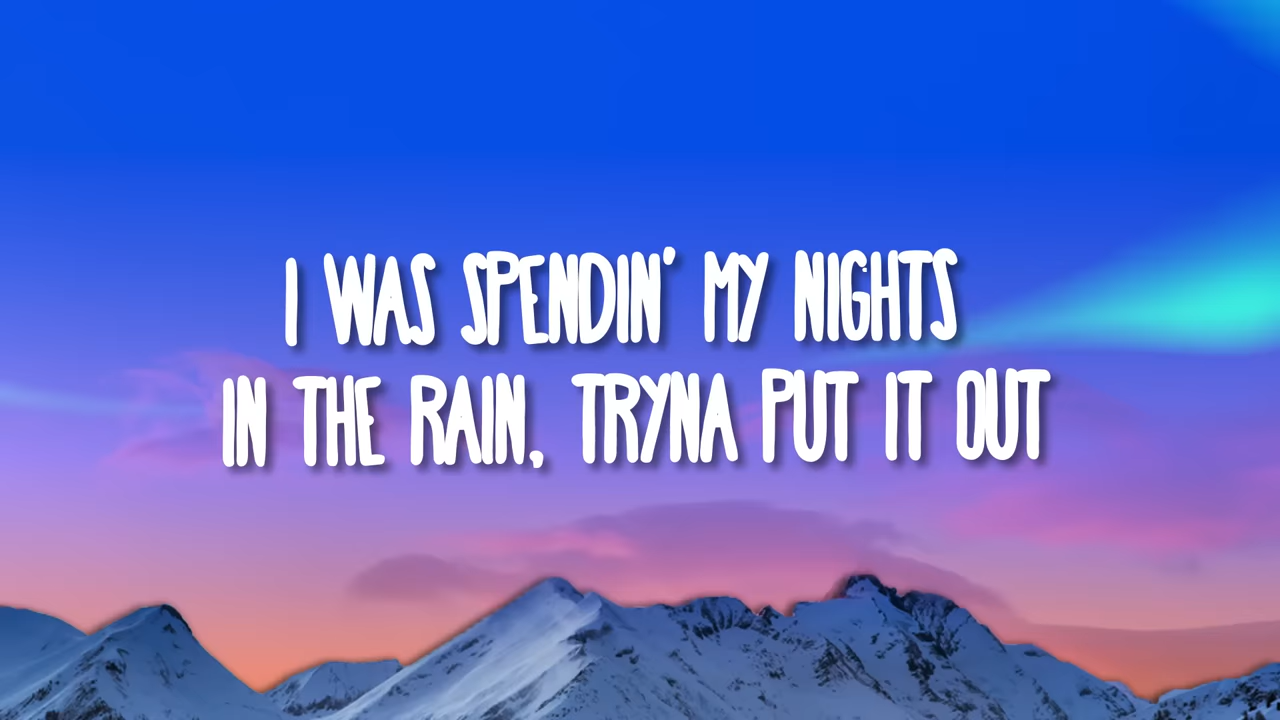 I WAS SPENDIN' MY NIGHTS
IN THE RAIN, TRYNA PUT IT OUT